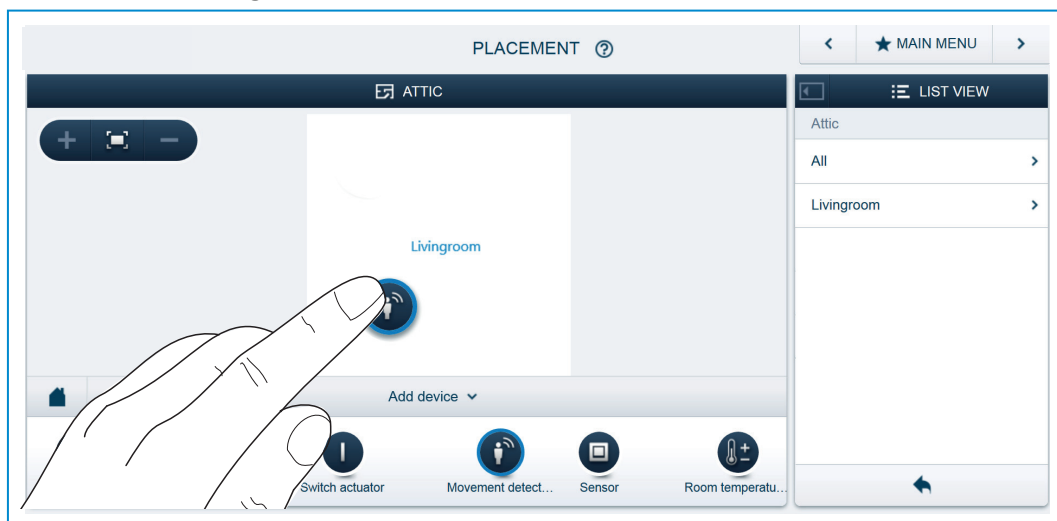 PLACEMENT ?
MAIN MENU
ATTIC
LIST VIEW
Attic
All
Livingroom
Livingroom
Add device
Switch actuator
Movement detect...
Sensor
Room temperatu...